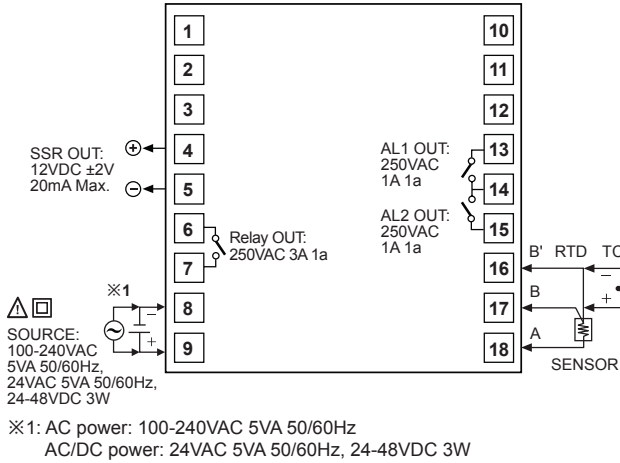 1
2
3
4
5
6
7
8
9
10
11
12
13
14
15
16
17
18
SSR OUT:
12VDC ±2V
20mA Max.
Relay OUT:
250VAC 3A 1a
AL1 OUT:
250VAC
1A 1a
AL2 OUT:
250VAC
1A 1a
※1
SOURCE:
100-240VAC
5VA 50/60Hz,
24VAC 5VA 50/60Hz,
24-48VDC 3W
B' RTD
B
A
SENSOR
※1: AC power: 100-240VAC 5VA 50/60Hz
AC/DC power: 24VAC 5VA 50/60Hz, 24-48VDC 3W